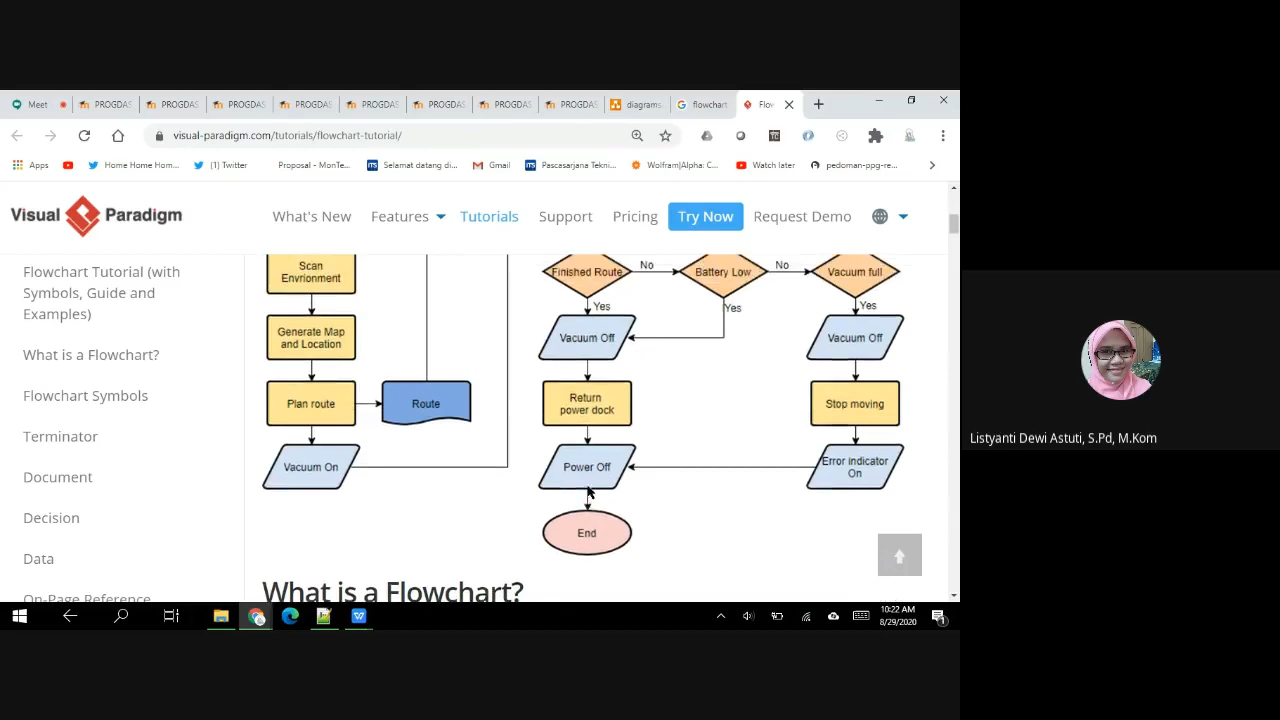 Meet
PROGDAS
PROGDAS
PROGDAS
PROGDAS
PROGDAS
PROGDAS
PROGDAS
PROGDAS
diagrams
flowchart
Flow
visual-paradigm.com/tutorials/flowchart-tutorial/
Apps
Home Home Hom...
(1) Twitter
Proposal - MonTe...
Selamat datang di...
Gmail
Pascasarjana Tekni...
Wolfram|Alpha: C...
Watch later
pedoman-ppg-re...
Visual Paradigm
What's New
Features
Tutorials
Support
Pricing
Try Now
Request Demo
Flowchart Tutorial (with
Symbols, Guide and
Examples)
What is a Flowchart?
Flowchart Symbols
Terminator
Document
Decision
Data
On-Page Reference
Scan
Envrionment
Generate Map
and Location
Plan route
Route
Vacuum On
Finished Route
No
Battery Low
No
Vacuum full
Yes
Yes
Yes
Vacuum Off
Vacuum Off
Return
power dock
Stop moving
Power Off
Error indicator
On
End
What is a Flowchart?
Listyanti Dewi Astuti, S.Pd, M.Kom
10:22 AM
8/29/2020
1